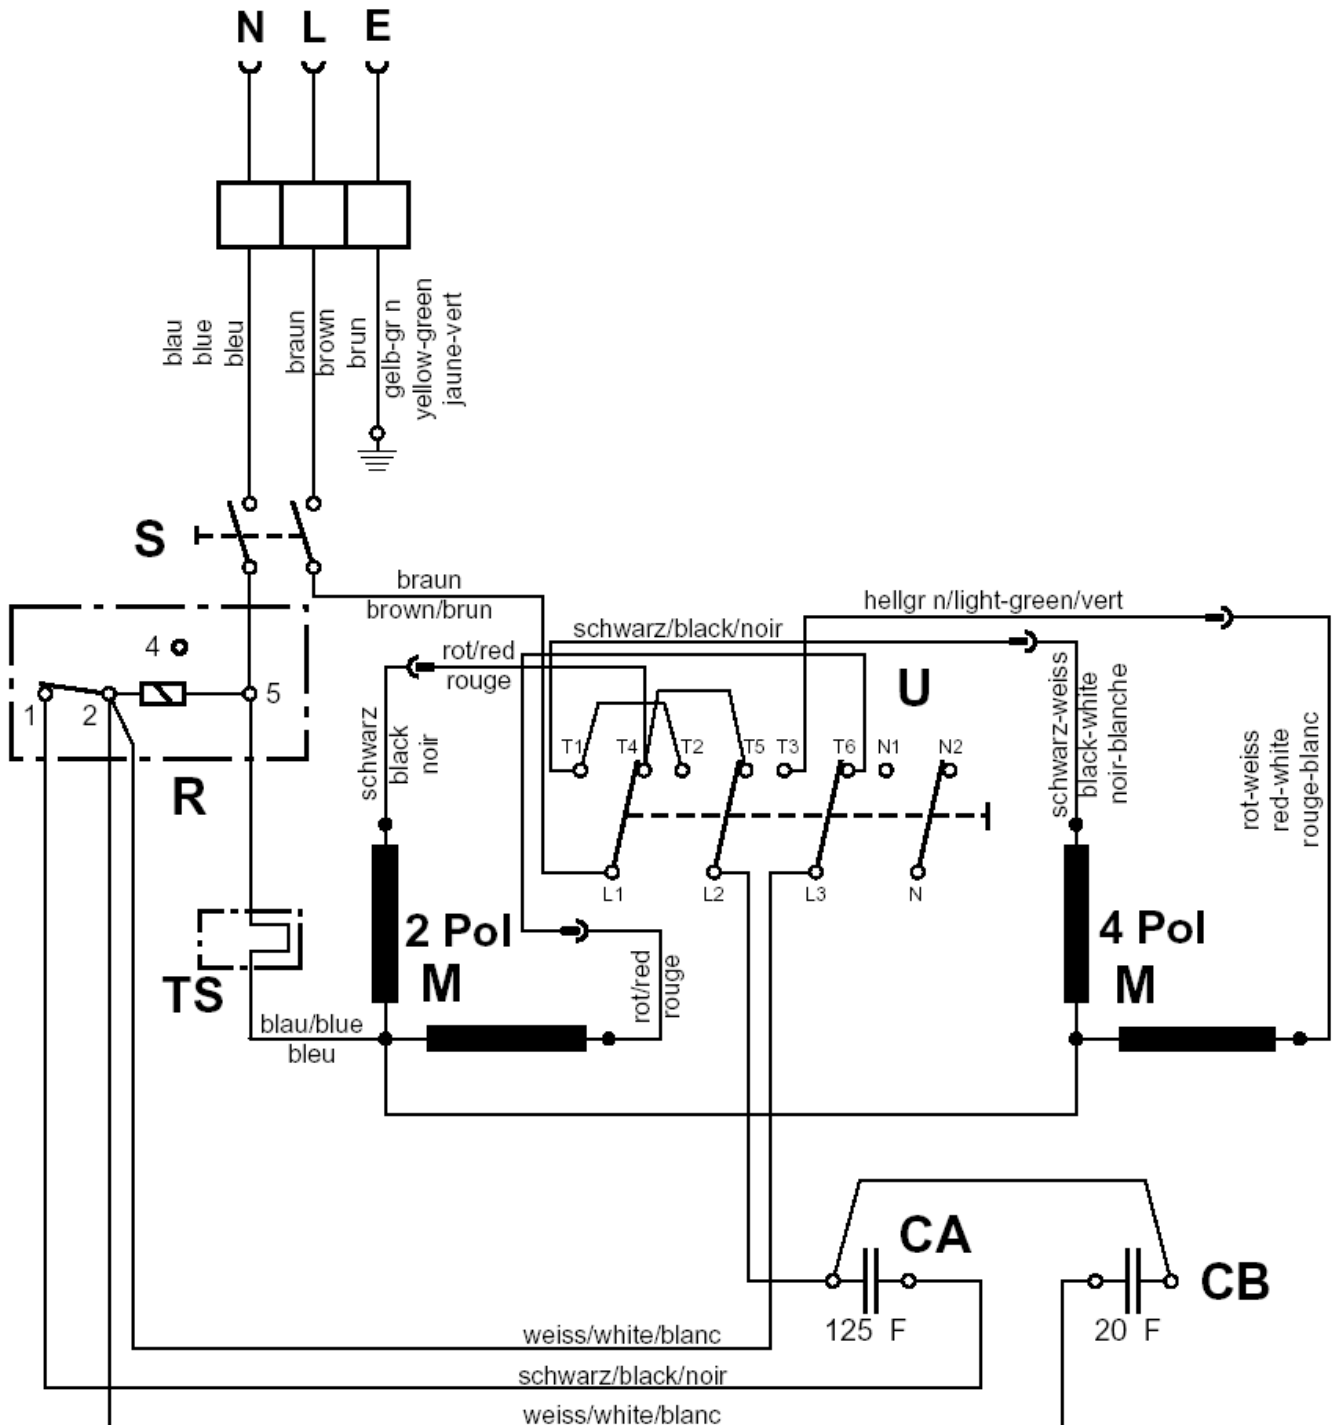 N L E
blau
blue
bleu
braun
brown
brun
gelb-gr n
yellow-green
jaune-vert
S
braun
brown/brun
hellgr n/light-green/vert
schwarz/black/noir
rot/red
rouge
4
1
2
5
R
U
schwarz
black
noir
T1 T4 T2 T5 T3 T6 N1 N2
schwarz-weiss
black-white
noir-blanche
rot-weiss
red-white
rouge-blanc
L1 L2 L3 N
2 Pol
M
4 Pol
M
TS
rot/red
rouge
blau/blue
bleu
CA
CB
125 F
20 F
weiss/white/blanc
schwarz/black/noir
weiss/white/blanc